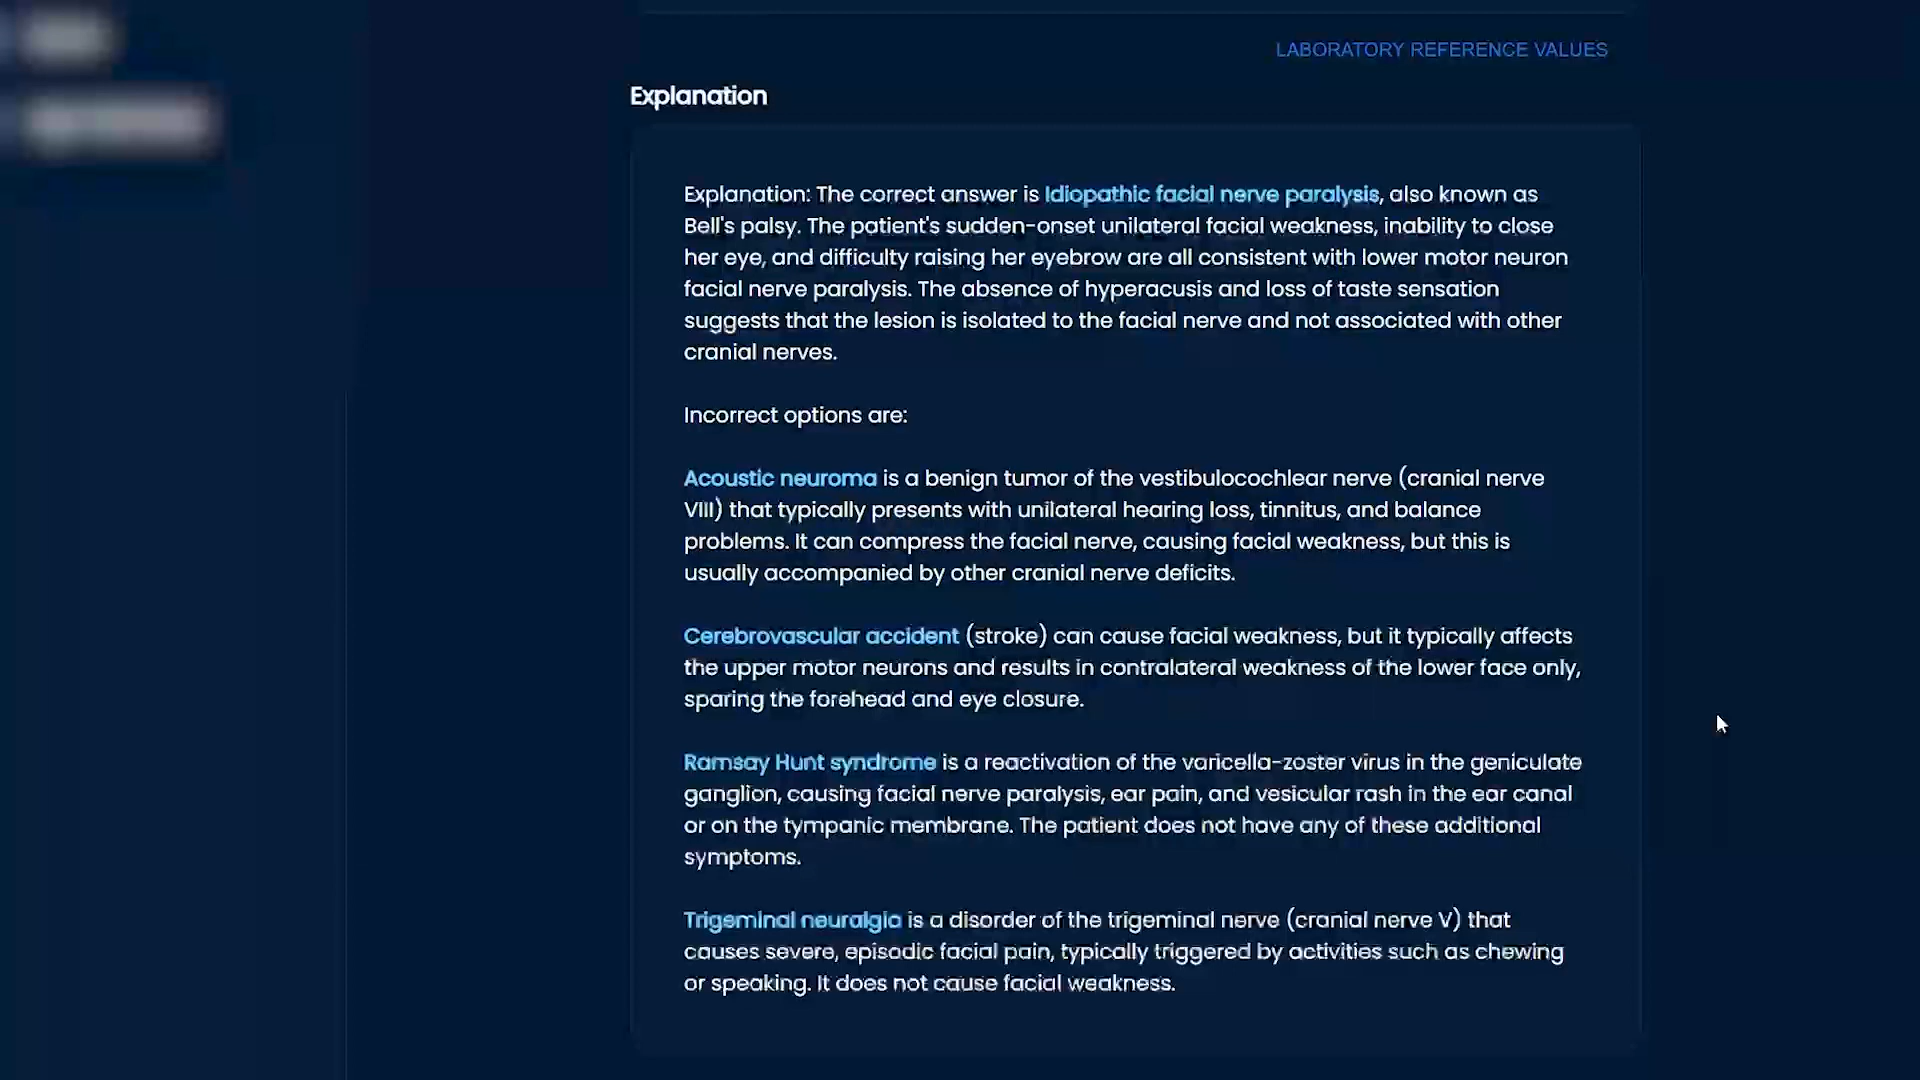 LABORATORY REFERENCE VALUES
Explanation
Explanation: The correct answer is Idiopathic facial nerve paralysis, also known as
Bell's palsy. The patient's sudden-onset unilateral facial weakness, inability to close
her eye, and difficulty raising her eyebrow are all consistent with lower motor neuron
facial nerve paralysis. The absence of hyperacusis and loss of taste sensation
suggests that the lesion is isolated to the facial nerve and not associated with other
cranial nerves.
Incorrect options are:
Acoustic neuroma is a benign tumor of the vestibulocochlear nerve (cranial nerve
VIII) that typically presents with unilateral hearing loss, tinnitus, and balance
problems. It can compress the facial nerve, causing facial weakness, but this is
usually accompanied by other cranial nerve deficits.
Cerebrovascular accident (stroke) can cause facial weakness, but it typically affects
the upper motor neurons and results in contralateral weakness of the lower face only,
sparing the forehead and eye closure.
Ramsay Hunt syndrome is a reactivation of the varicella-zoster virus in the geniculate
ganglion, causing facial nerve paralysis, ear pain, and vesicular rash in the ear canal
or on the tympanic membrane. The patient does not have any of these additional
symptoms.
Trigeminal neuralgia is a disorder of the trigeminal nerve (cranial nerve V) that
causes severe, episodic facial pain, typically triggered by activities such as chewing
or speaking. It does not cause facial weakness.